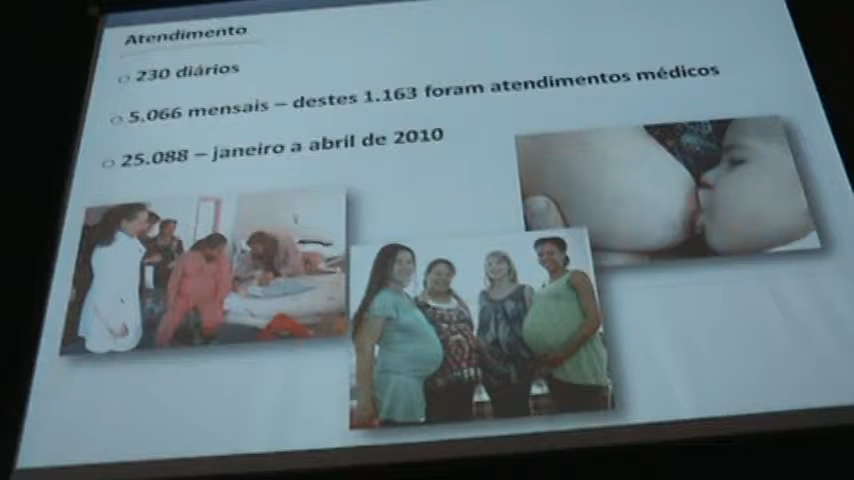 Atendimento
230 diários
5.066 mensais – destes 1.163 foram atendimentos médicos
25.088 – janeiro a abril de 2010